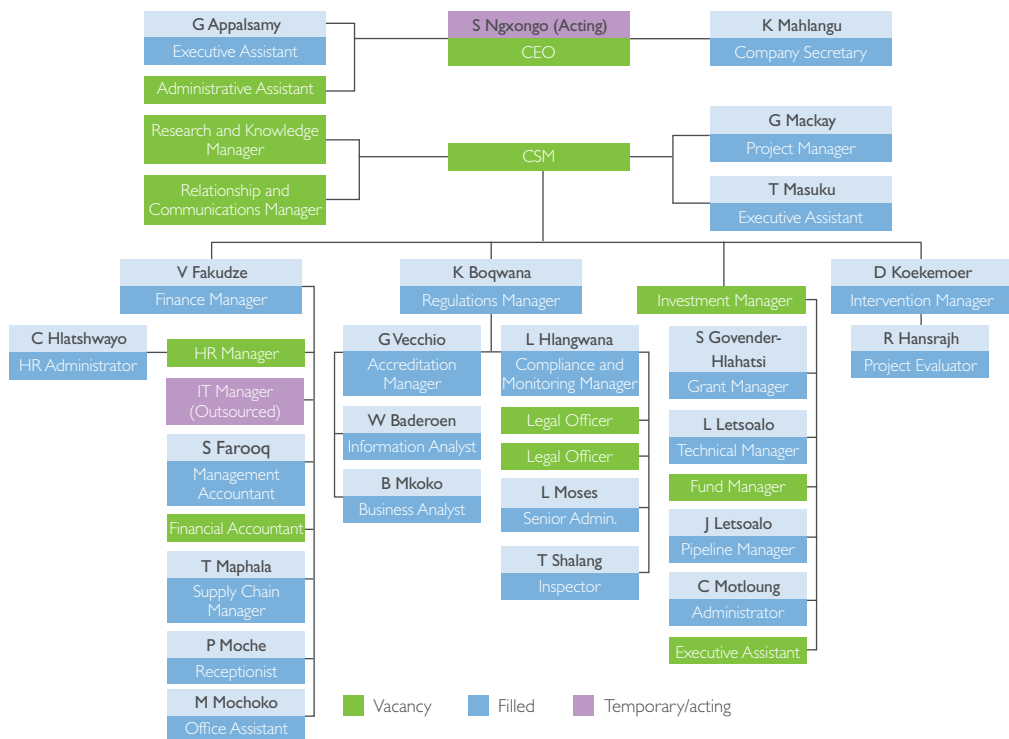 G Appalsamy
Executive Assistant
Administrative Assistant
S Ngxongo (Acting)
CEO
K Mahlangu
Company Secretary
Research and Knowledge
Manager
Relationship and
Communications Manager
CSM
G Mackay
Project Manager
T Masuku
Executive Assistant
V Fakudze
Finance Manager
C Hlatshwayo
HR Administrator
HR Manager
IT Manager
(Outsourced)
S Farooq
Management
Accountant
Financial Accountant
T Maphala
Supply Chain
Manager
P Moche
Receptionist
M Mochoko
Office Assistant
K Boqwana
Regulations Manager
G Vecchio
Accreditation
Manager
W Baderoen
Information Analyst
B Mkoko
Business Analyst
L Hlangwana
Compliance and
Monitoring Manager
Legal Officer
Legal Officer
L Moses
Senior Admin.
T Shalang
Inspector
Investment Manager
S Govender-
Hlahatsi
Grant Manager
L Letsoalo
Technical Manager
Fund Manager
J Letsoalo
Pipeline Manager
C Motloung
Administrator
Executive Assistant
D Koekemoer
Intervention Manager
R Hansrajh
Project Evaluator
Vacancy
Filled
Temporary/acting